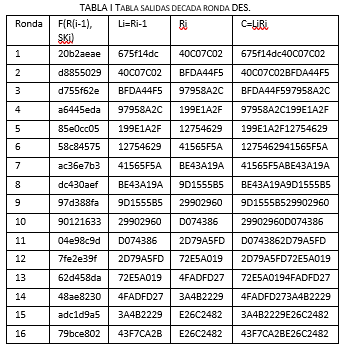 TABLA I TABLA SALIDAS DECADA RONDA DES.
Ronda F(R(i-1), SKi) Li=Ri-1 Ri C=LiRi
1 20b2aeae 675f14dc 40C07C02 675f14dc40C07C02
2 d8855029 40C07C02 BFDA44F5 40C07C02BFDA44F5
3 d755f62e BFDA44F5 97958A2C BFDA44F597958A2C
4 a6445eda 97958A2C 199E1A2F 97958A2C199E1A2F
5 85e0cc05 199E1A2F 12754629 199E1A2F12754629
6 58c84575 12754629 41565F5A 1275462941565F5A
7 ac36e7b3 41565F5A BE43A19A 41565F5ABE43A19A
8 dc430aef BE43A19A 9D1555B5 BE43A19A9D1555B5
9 97d388fa 9D1555B5 29902960 9D1555B529902960
10 90121633 29902960 D074386 29902960D074386
11 04e98c9d D074386 2D79A5FD D0743862D79A5FD
12 7fe2e39f 2D79A5FD 72E5A019 2D79A5FD72E5A019
13 62d458da 72E5A019 4FADFD27 72E5A0194FADFD27
14 48ae8230 4FADFD27 3A4B2229 4FADFD273A4B2229
15 adc1d9a5 3A4B2229 E26C2482 3A4B2229E26C2482
16 79bce802 43F7CA2B E26C2482 43F7CA2BE26C2482